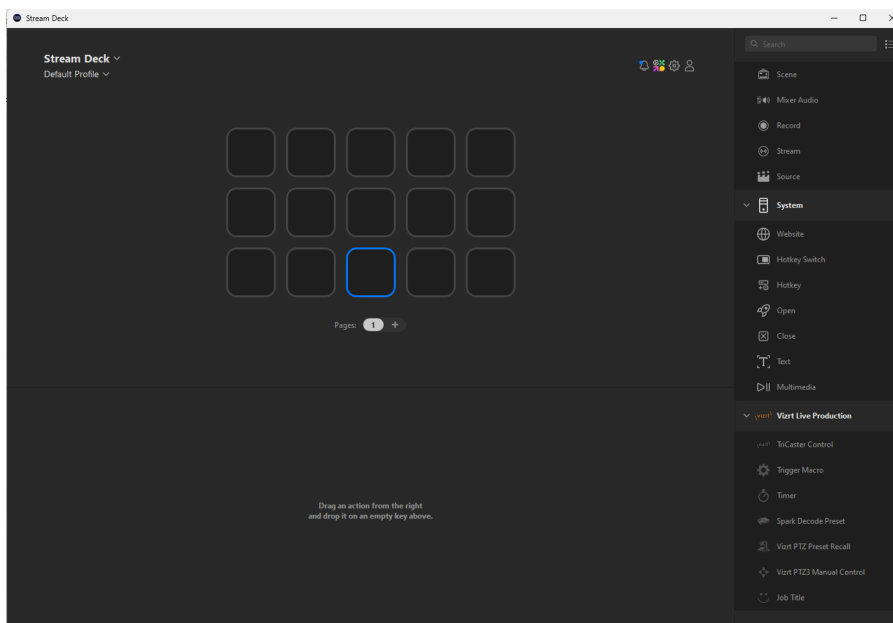 Stream Deck
Stream Deck
Default Profile
Pages: 1 +
Drag an action from the right
and drop it on an empty key above.
Search
Scene
Mixer Audio
Record
Stream
Source
System
Website
Hotkey Switch
Hotkey
Open
Close
Text
Multimedia
Vizrt Live Production
TriCaster Control
Trigger Macro
Timer
Spark Decode Preset
Vizrt PTZ Preset Recall
Vizrt PTZ3 Manual Control
Job Title